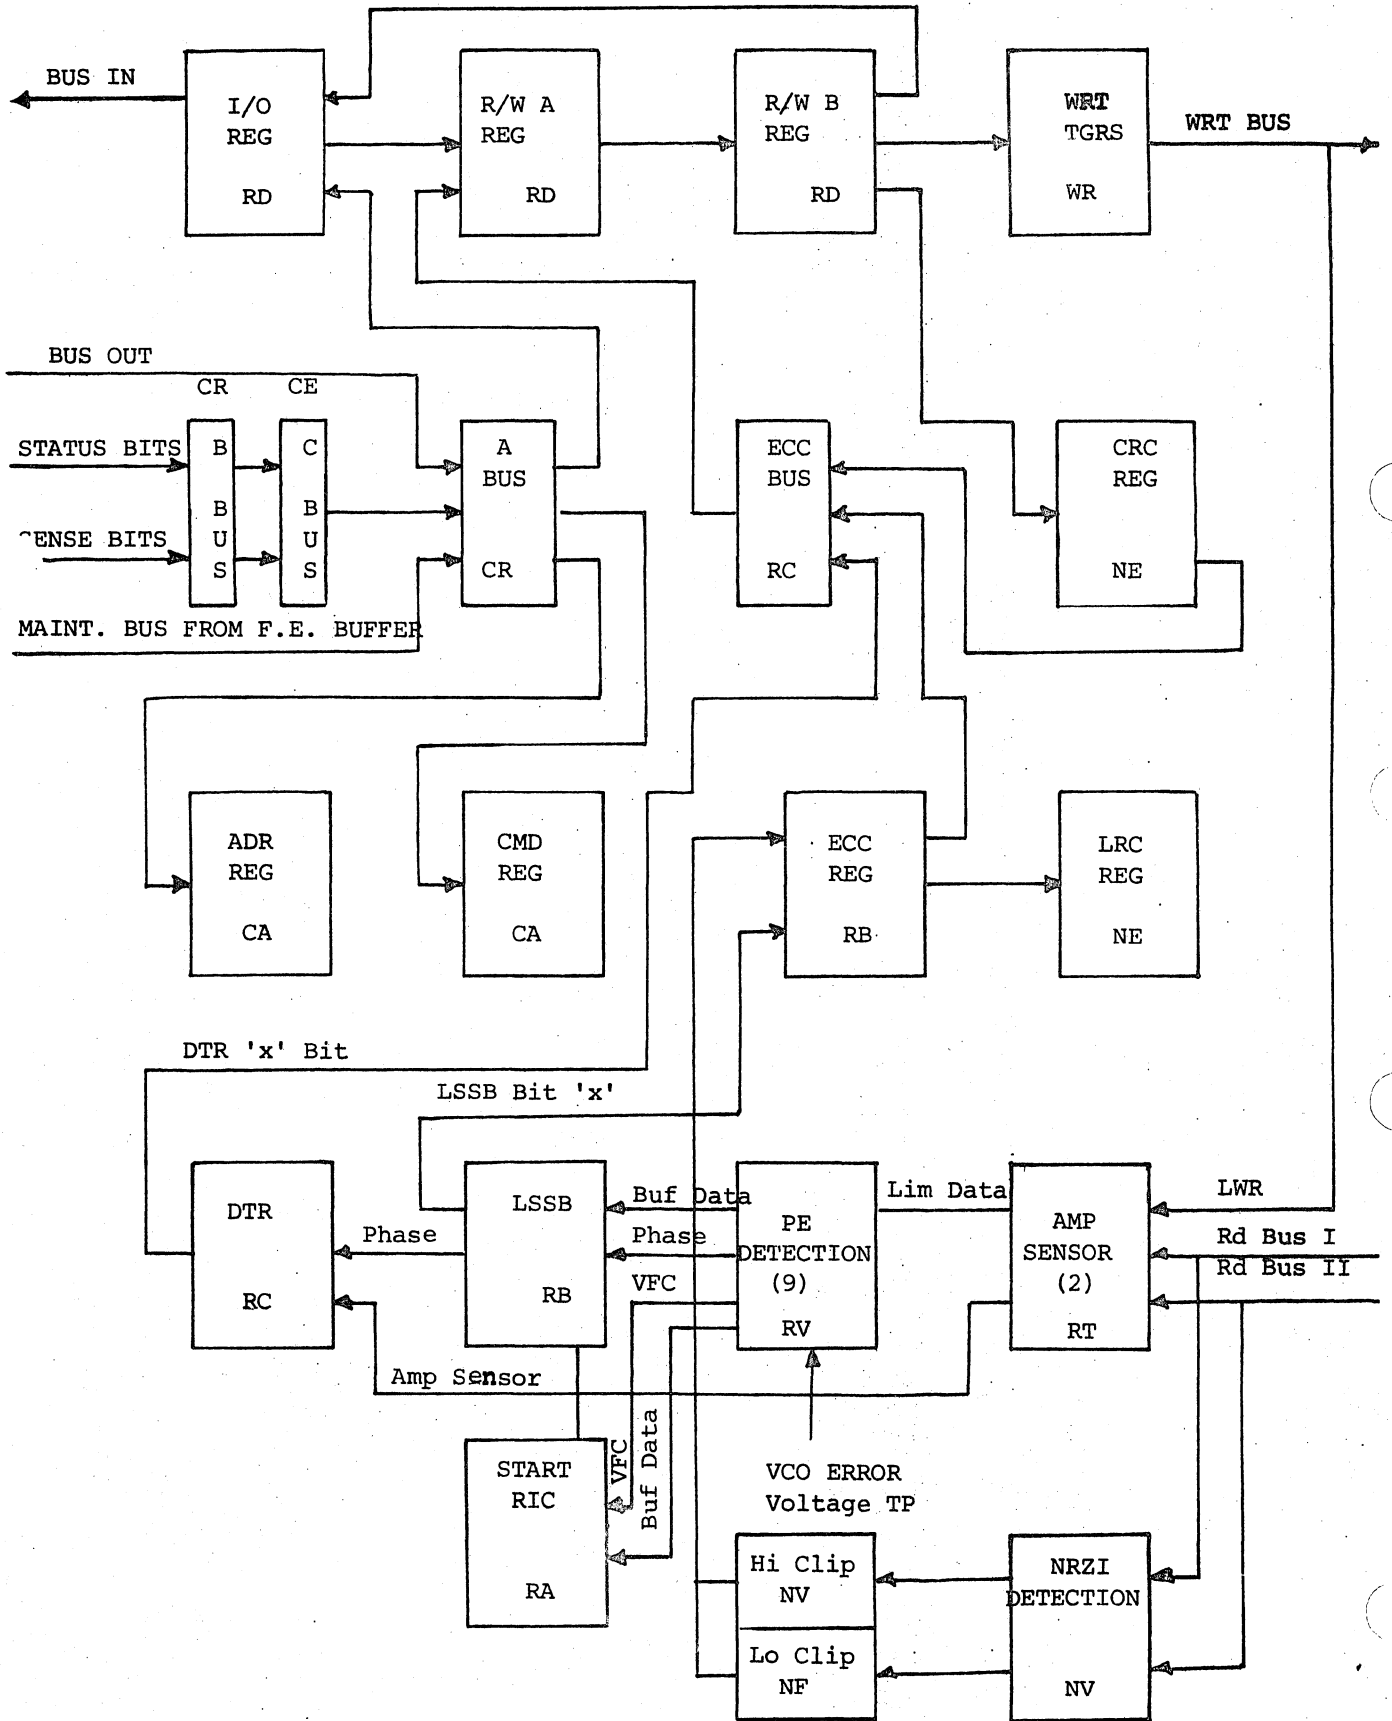 BUS IN
I/O
REG
RD
R/W A
REG
RD
R/W B
REG
RD
WRT
TGRS
WR
WRT BUS
BUS OUT
CR
CE
STATUS BITS
SENSE BITS
B
B
U
S
C
B
U
S
A
BUS
CR
ECC
BUS
RC
CRC
REG
NE
MAINT. BUS FROM F.E. BUFFER
ADR
REG
CA
CMD
REG
CA
ECC
REG
RB
LRC
REG
NE
DTR 'x' Bit
LSSB Bit 'x'
DTR
RC
Phase
LSSB
RB
Buf Data
Phase
VFC
PE
DETECTION
(9)
RV
Lim Data
AMP
SENSOR
(2)
RT
LWR
Rd Bus I
Rd Bus II
Amp Sensor
START
RIC
RA
VFC
Buf Data
VCO ERROR
Voltage TP
Hi Clip
NV
Lo Clip
NF
NRZI
DETECTION
NV